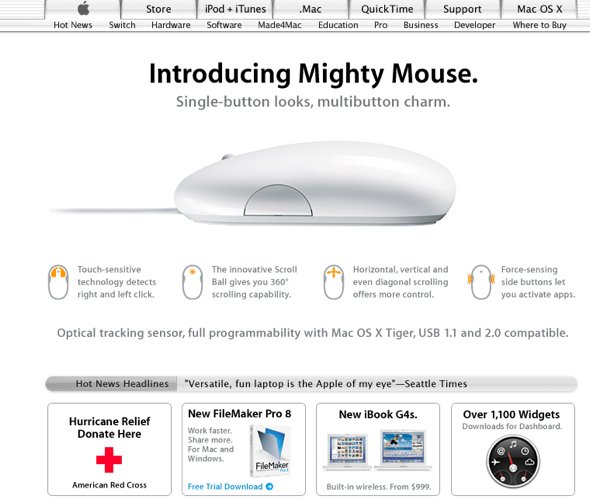 Store iPod + iTunes .Mac QuickTime Support Mac OS X
Hot News Switch Hardware Software Made4Mac Education Pro Business Developer Where to Buy
Introducing Mighty Mouse.
Single-button looks, multibutton charm.
Touch-sensitive
technology detects
right and left click.
The innovative Scroll
Ball gives you 360°
scrolling capability.
Horizontal, vertical and
even diagonal scrolling
offers more control.
Force-sensing
side buttons let
you activate apps.
Optical tracking sensor, full programmability with Mac OS X Tiger, USB 1.1 and 2.0 compatible.
Hot News Headlines "Versatile, fun laptop is the Apple of my eye"—Seattle Times
Hurricane Relief
Donate Here
American Red Cross
New FileMaker Pro 8
Work faster.
Share more.
For Mac and
Windows.
FileMaker
Pro 8
Free Trial Download
New iBook G4s.
Built-in wireless. From $999.
Over 1,100 Widgets
Downloads for Dashboard.